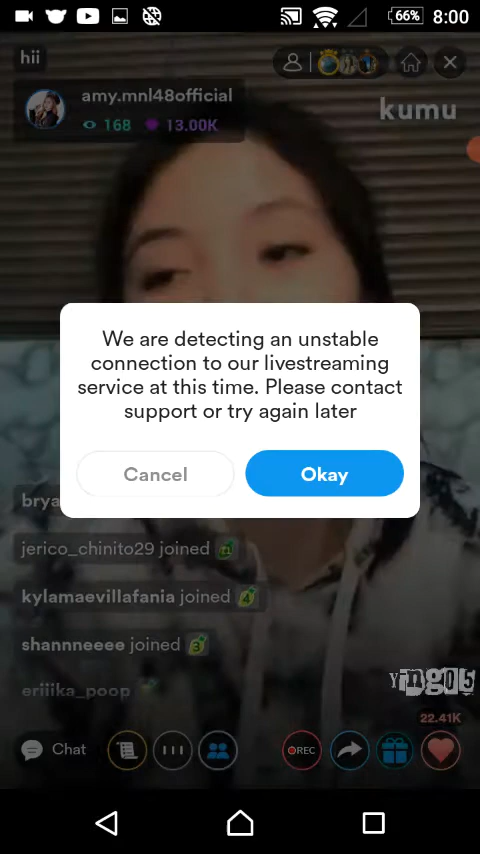 66% 8:00
hii
amy.mnl48official
168 13.00K
kumu
We are detecting an unstable
connection to our livestreaming
service at this time. Please contact
support or try again later
Cancel Okay
brya
jerico_chinito29 joined
kylamaevillafania joined
shannneeee joined
eriiika_poop
Yng05
22.41K
Chat
REC